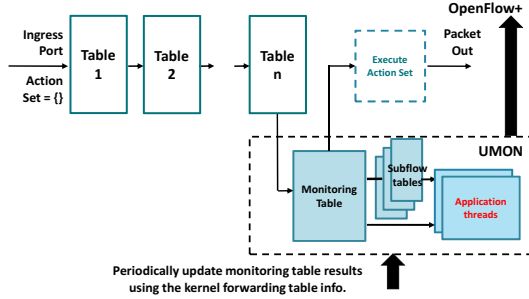 OpenFlow+
Ingress
Port
Action
Set = {}
Table
1
Table
2
Table
n
Execute
Action Set
Packet
Out
UMON
Monitoring
Table
Subflow
tables
Application
threads
Periodically update monitoring table results
using the kernel forwarding table info.